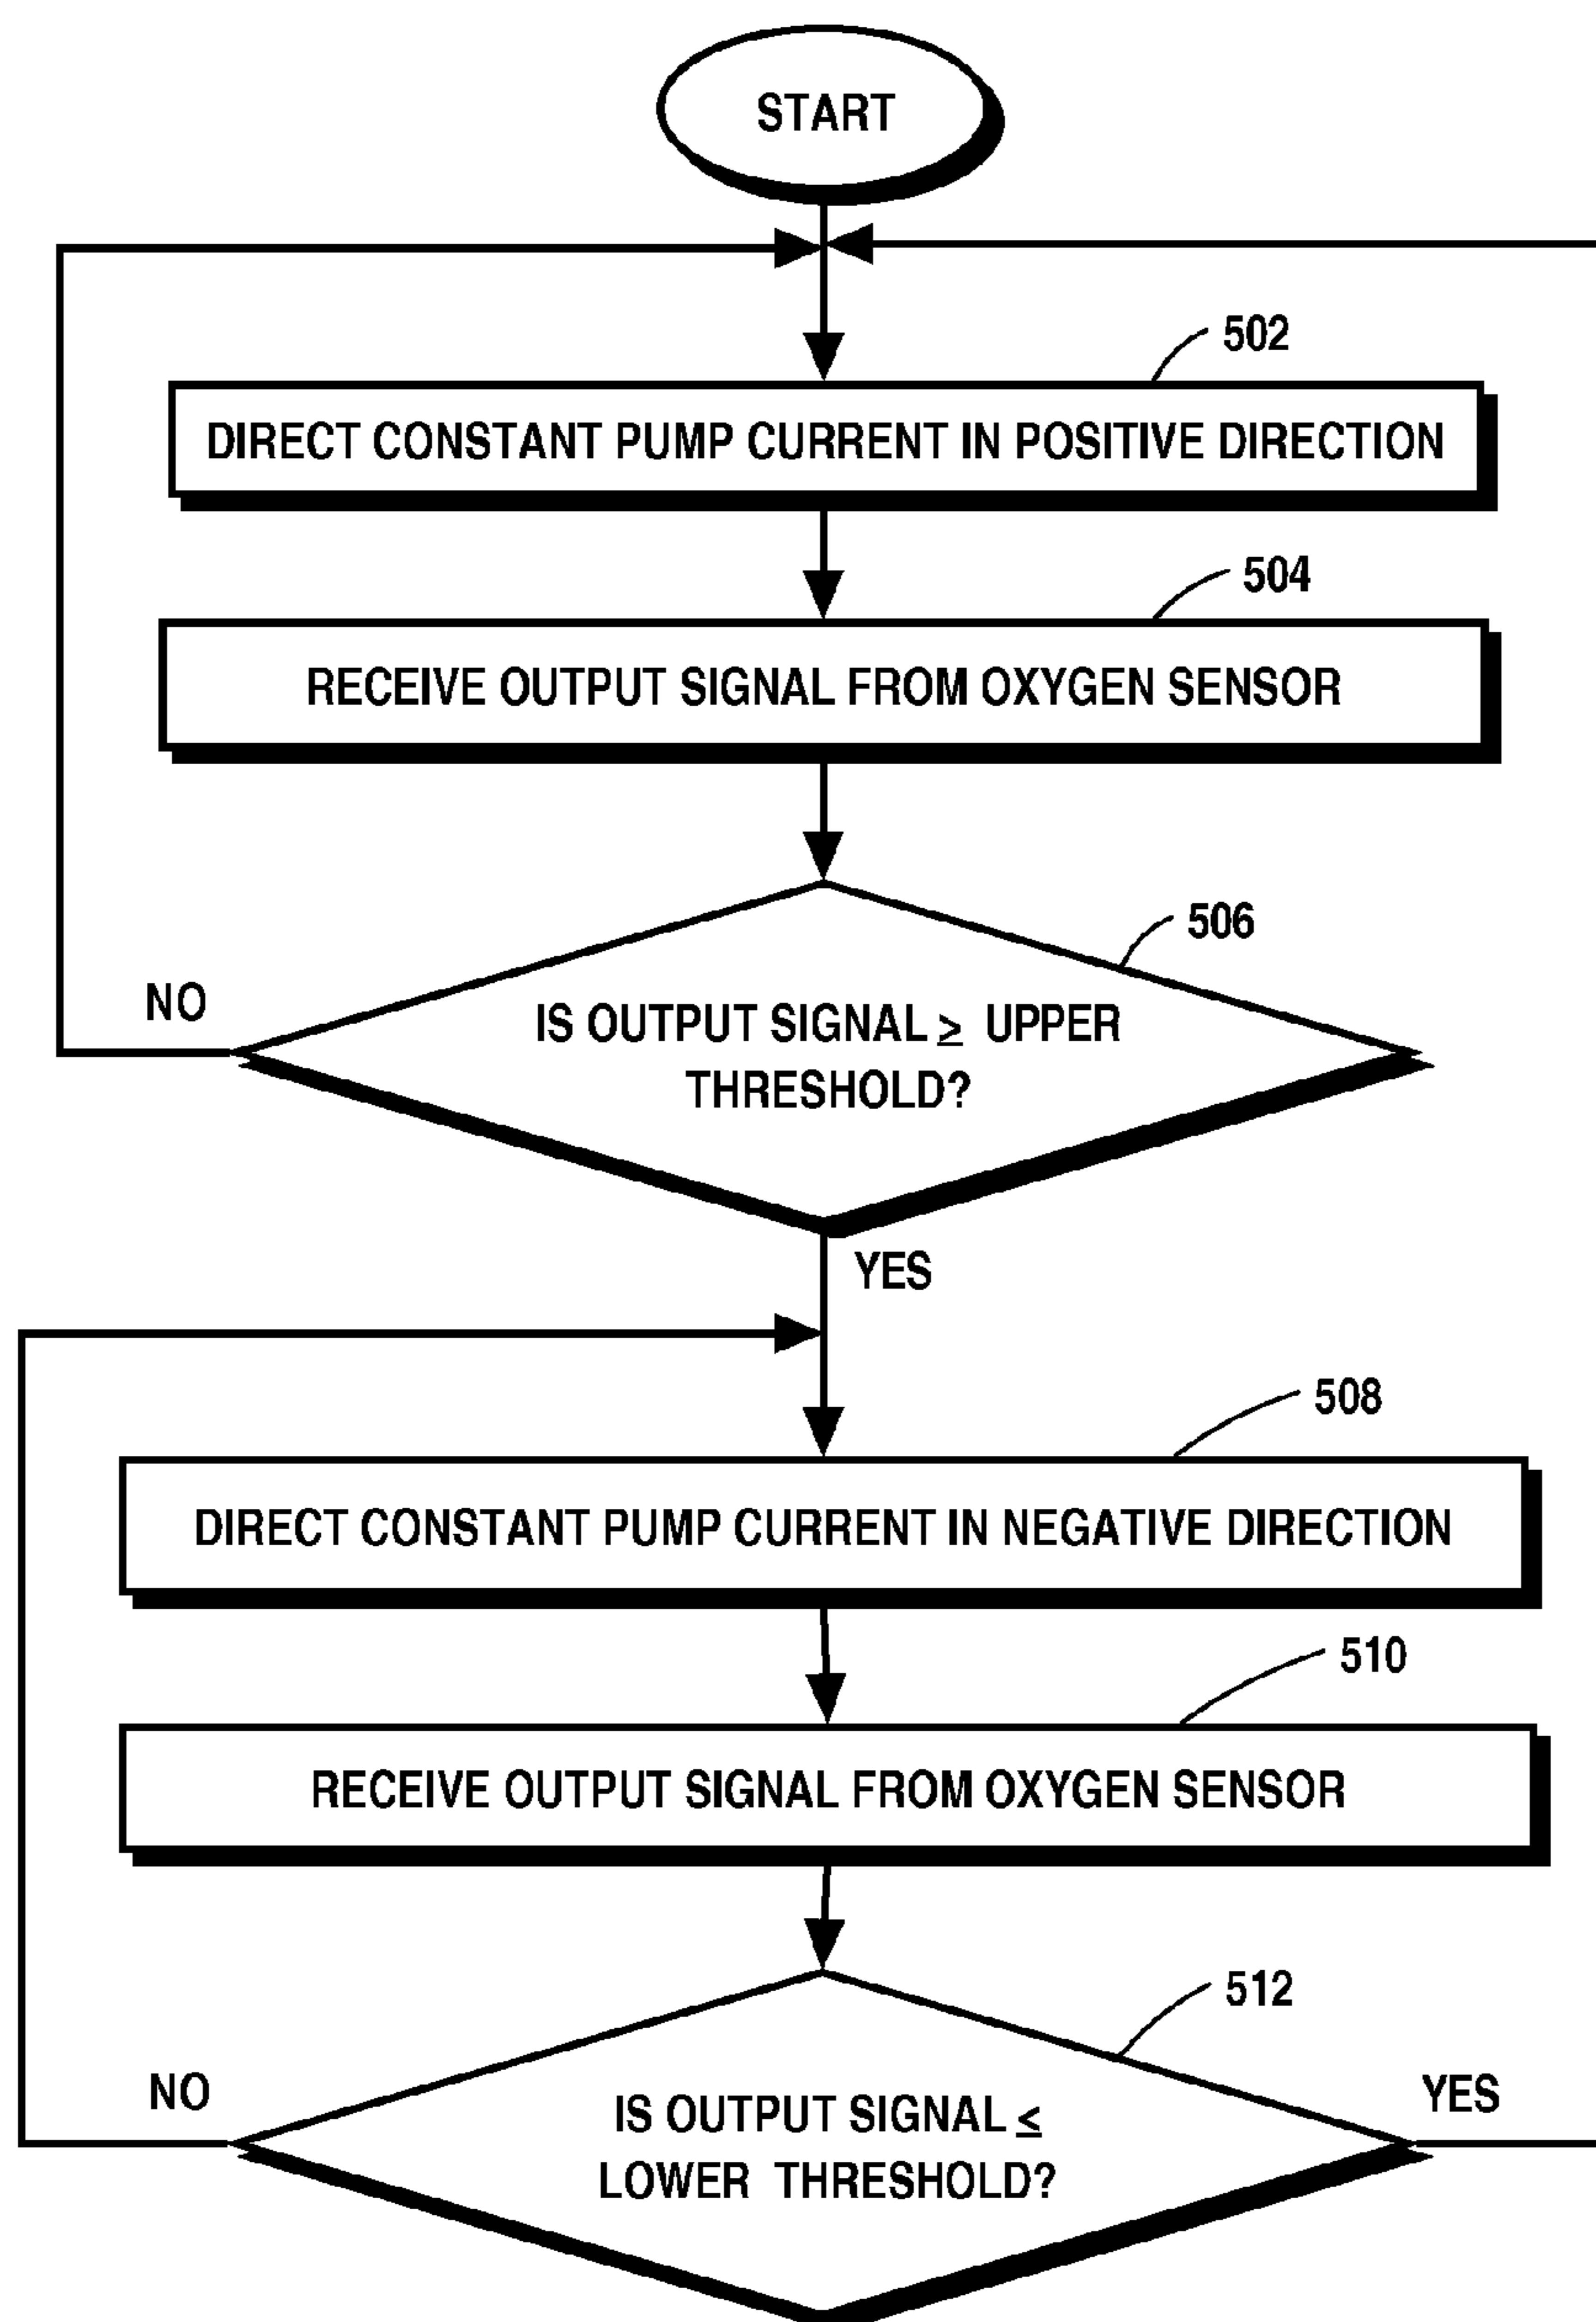 START
502
DIRECT CONSTANT PUMP CURRENT IN POSITIVE DIRECTION
504
RECEIVE OUTPUT SIGNAL FROM OXYGEN SENSOR
506
NO
IS OUTPUT SIGNAL ≥ UPPER
THRESHOLD?
YES
508
DIRECT CONSTANT PUMP CURRENT IN NEGATIVE DIRECTION
510
RECEIVE OUTPUT SIGNAL FROM OXYGEN SENSOR
512
NO
YES
IS OUTPUT SIGNAL ≤
LOWER THRESHOLD?